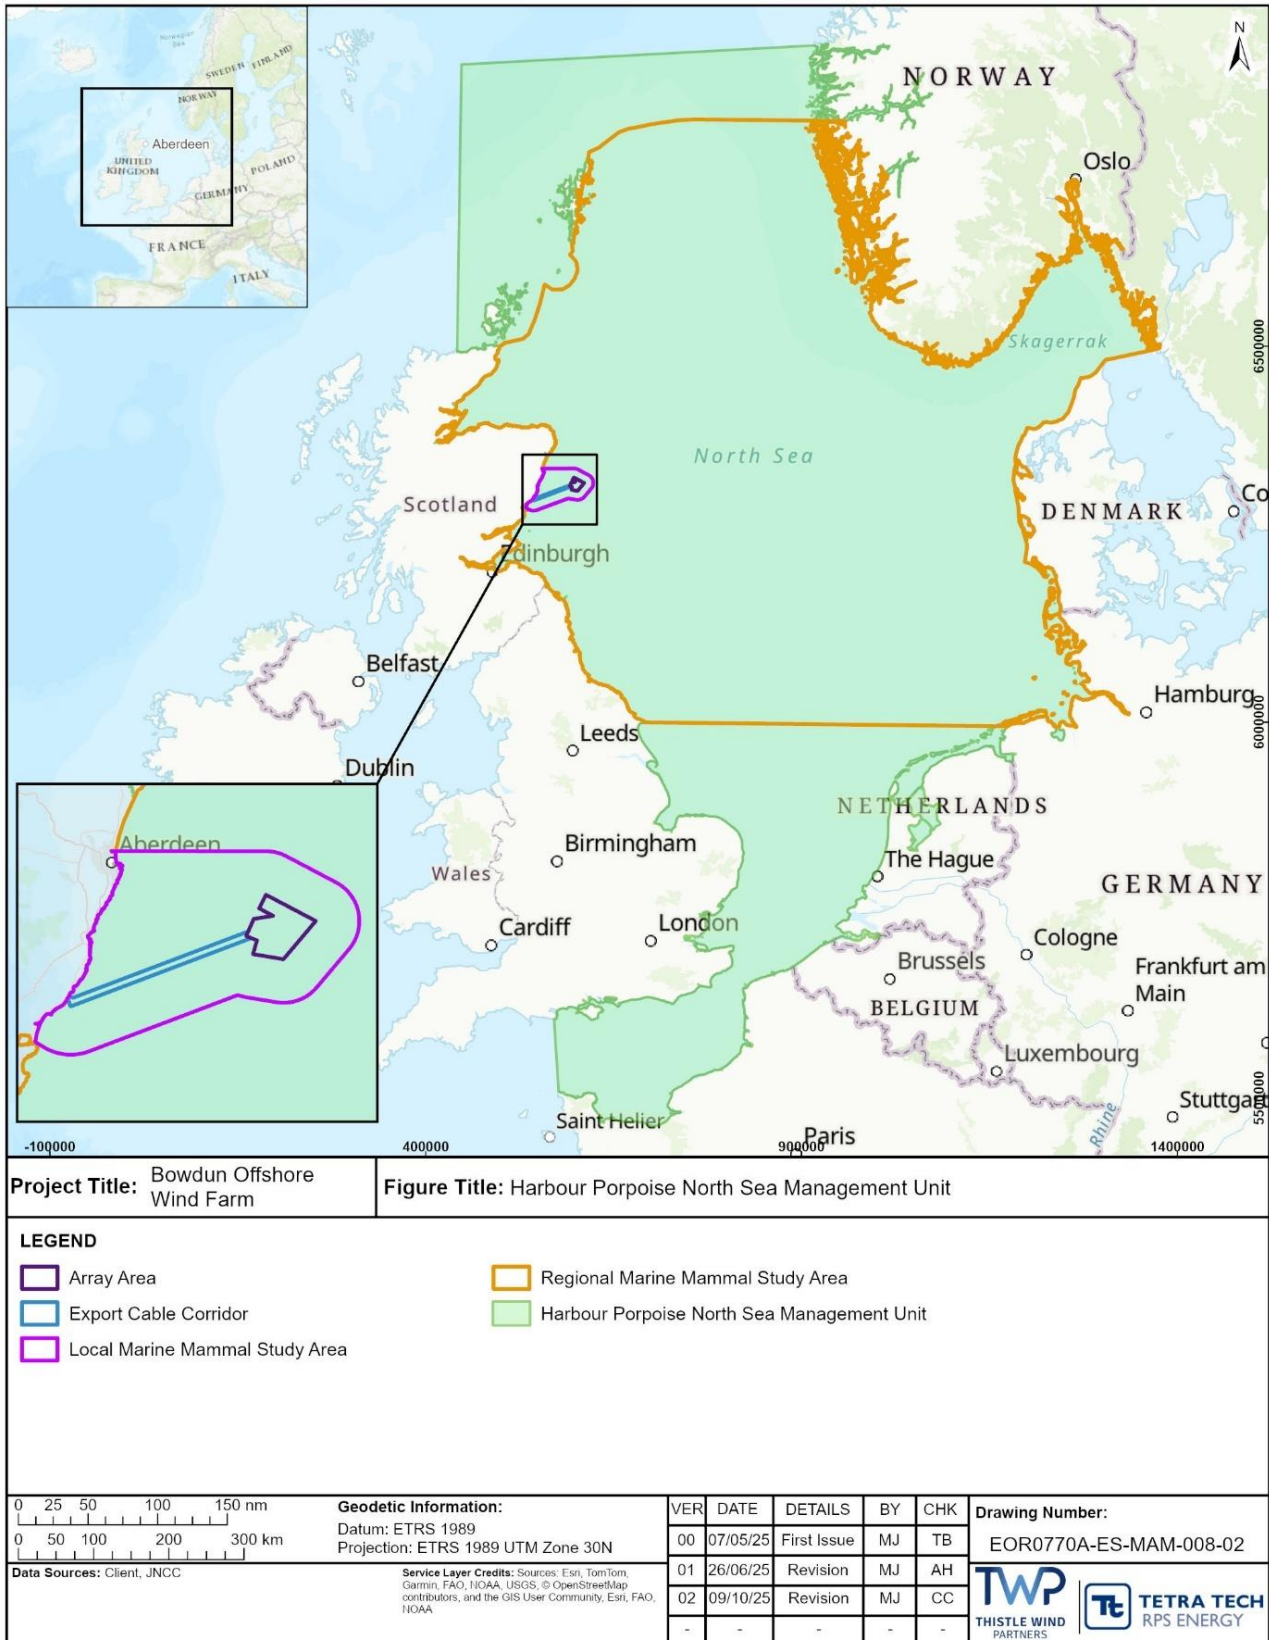 Norwegian
Sea
SWEDEN
FINLAND
NORWAY
Aberdeen
UNITED
KINGDOM
POLAND
GERMANY
FRANCE
ITALY
N
NORWAY
Oslo
Skagerrak
6500000
North Sea
Scotland
DENMARK
Co
Edinburgh
Belfast
Hamburg
6000000
Leeds
Dublin
NETHERLANDS
Aberdeen
Birmingham
The Hague
Wales
GERMANY
Cardiff
London
Cologne
Brussels
Frankfurt am
Main
BELGIUM
Luxembourg
Saint Helier
Stuttgart
5500000
Rhine
Paris
-100000
400000
900000
1400000
Project Title: Bowdun Offshore
Wind Farm
Figure Title: Harbour Porpoise North Sea Management Unit
LEGEND
Array Area
Export Cable Corridor
Local Marine Mammal Study Area
Regional Marine Mammal Study Area
Harbour Porpoise North Sea Management Unit
0 25 50 100 150 nm
0 50 100 200 300 km
Data Sources: Client, JNCC
Geodetic Information:
Datum: ETRS 1989
Projection: ETRS 1989 UTM Zone 30N
Service Layer Credits: Sources: Esri, TomTom,
Garmin, FAO, NOAA, USGS, © OpenStreetMap
contributors, and the GIS User Community, Esri, FAO,
NOAA
VER DATE DETAILS BY CHK
00 07/05/25 First Issue MJ TB
01 26/06/25 Revision MJ AH
02 09/10/25 Revision MJ CC
- - - - -
Drawing Number:
EOR0770A-ES-MAM-008-02
TWP
THISTLE WIND
PARTNERS
Tt
TETRA TECH
RPS ENERGY